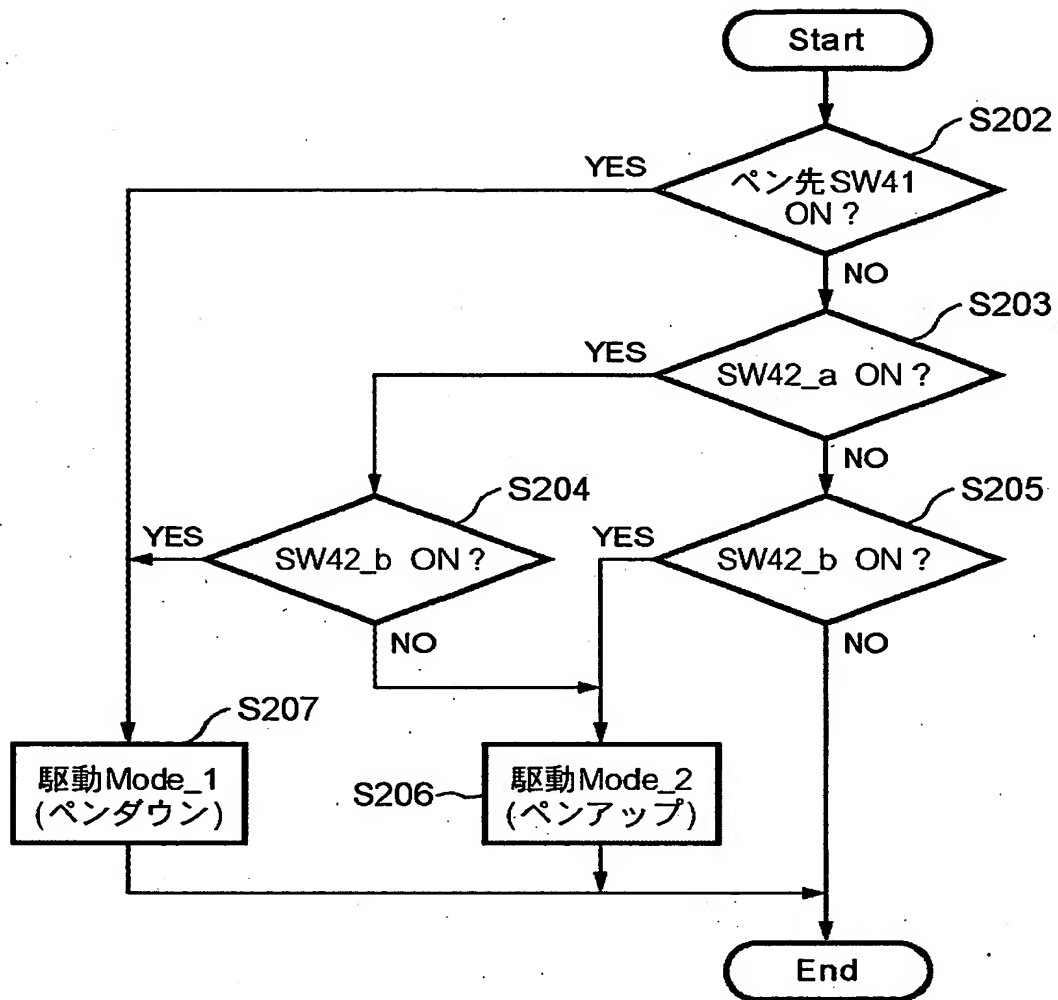 Start
S202
YES
ペン先SW41
ON ?
NO
S203
YES
SW42_a ON ?
NO
S204
S205
YES
SW42_b ON ?
YES
SW42_b ON ?
NO
NO
S207
駆動Mode_1
(ペンダウン)
S206
駆動Mode_2
(ペンアップ)
End